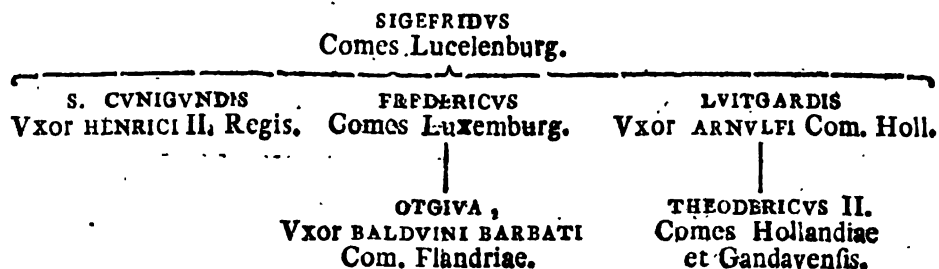 SIGEFRIDVS
Comes Lucelenburg.
S. CVNIGVNDIS
Vxor HENRICI II. Regis.
FREDERICVS
Comes Luxemburg.
LVITGARDIS
Vxor ARNVLFI Com. Holl.
OTGIVA,
Vxor BALDVINI BARBATI
Com. Flandriae.
THEODERICVS II.
Comes Hollandiae
et Gandavenſis.